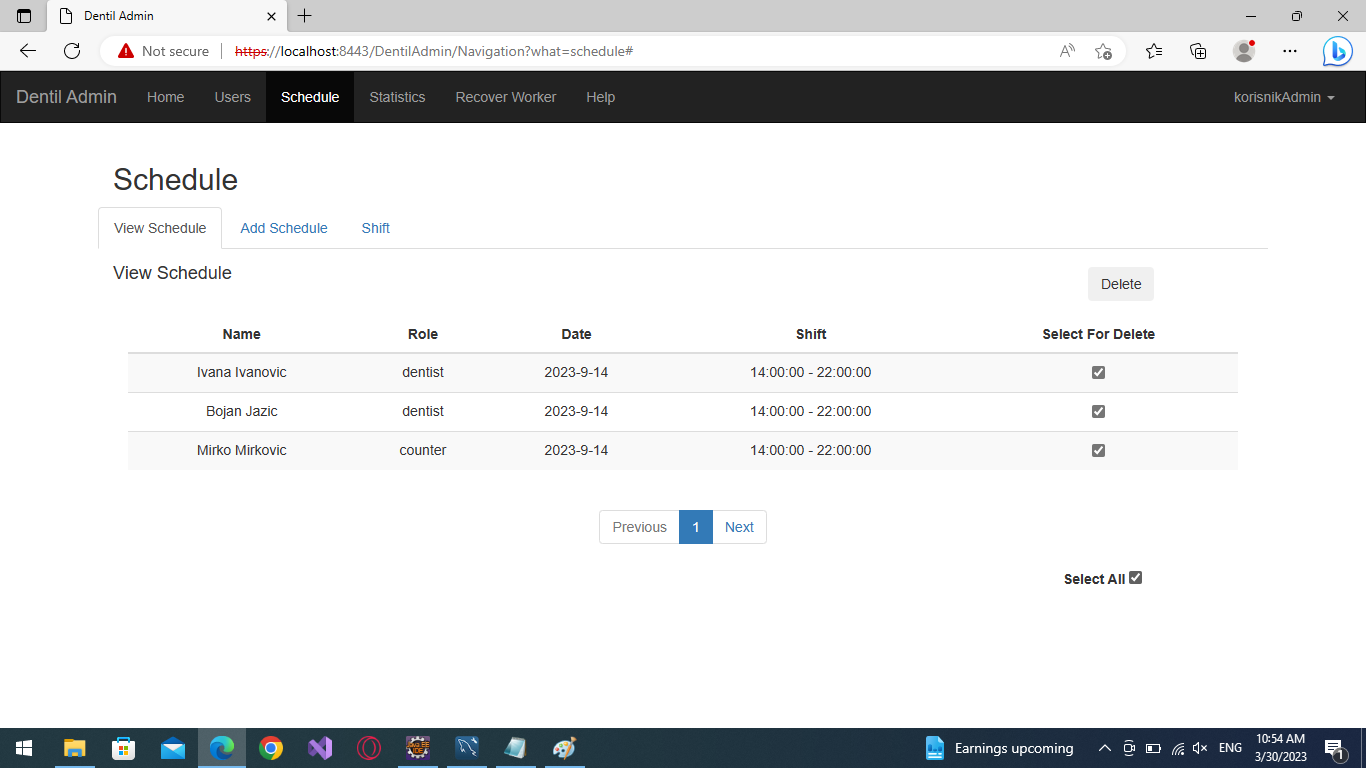 Dentil Admin
Not secure https://localhost:8443/DentilAdmin/Navigation?what=schedule#
Dentil Admin Home Users Schedule Statistics Recover Worker Help korisnikAdmin
Schedule
View Schedule Add Schedule Shift
View Schedule
Delete
Name Role Date Shift Select For Delete
Ivana Ivanovic dentist 2023-9-14 14:00:00 - 22:00:00
Bojan Jazic dentist 2023-9-14 14:00:00 - 22:00:00
Mirko Mirkovic counter 2023-9-14 14:00:00 - 22:00:00
Previous 1 Next
Select All
Earnings upcoming ENG 10:54 AM
3/30/2023 1